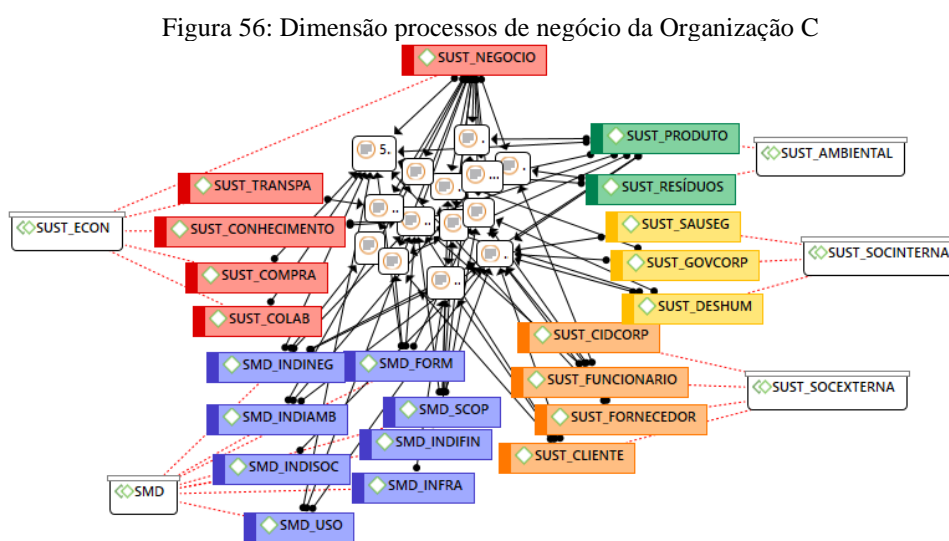 Figura 56: Dimensão processos de negócio da Organização C
SUST_NEGOCIO
5.
.
SUST_PRODUTO
SUST_AMBIENTAL
...
.
SUST_TRANSPA
..
SUST_RESÍDUOS
SUST_ECON
SUST_CONHECIMENTO
..
SUST_SAUSEG
SUST_SOCINTERNA
.
SUST_GOVCORP
SUST_COMPRA
..
SUST_DESHUM
SUST_COLAB
SUST_CIDCORP
SMD_INDINEG
SMD_FORM
SUST_FUNCIONARIO
SUST_SOCEXTERNA
SMD_INDIAMB
SMD_SCOP
SUST_FORNECEDOR
SMD_INDIFIN
SUST_CLIENTE
SMD_INDISOC
SMD_INFRA
SMD
SMD_USO